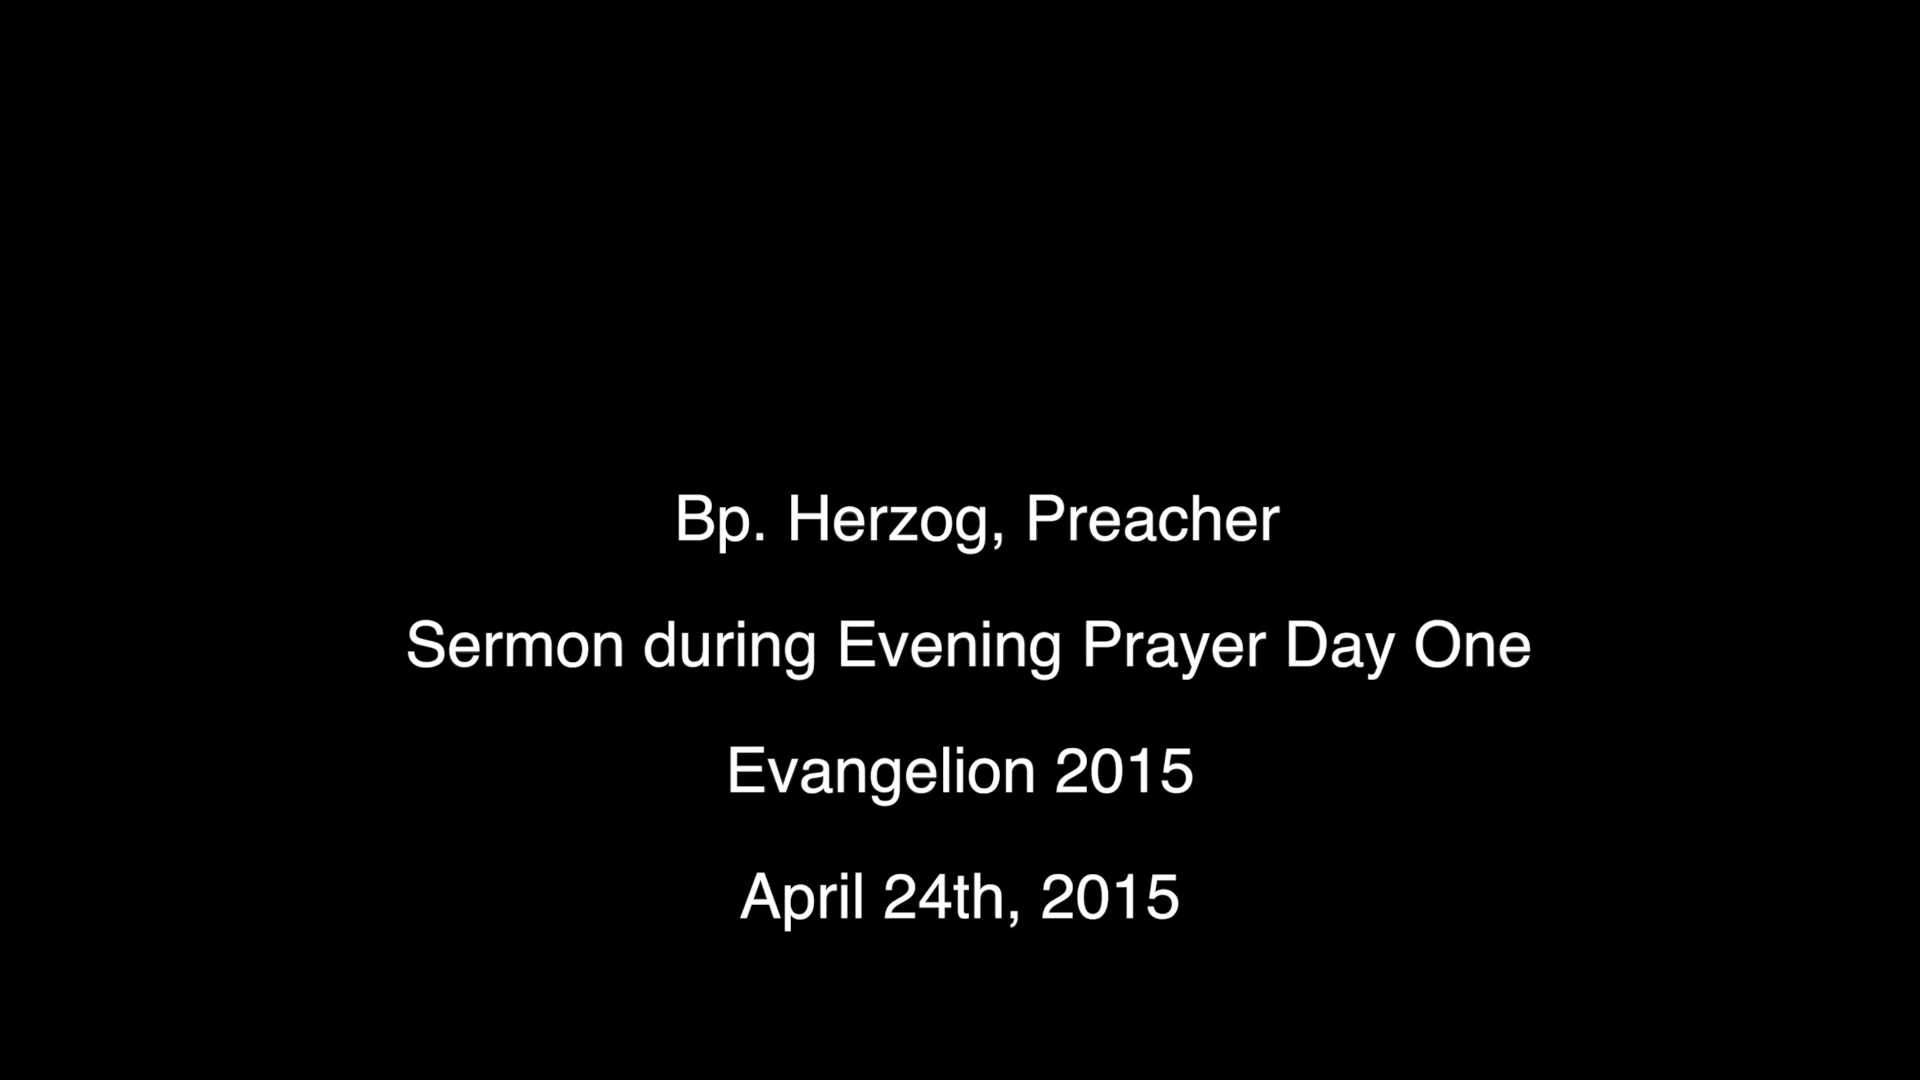 Bp. Herzog, Preacher
Sermon during Evening Prayer Day One
Evangelion 2015
April 24th, 2015